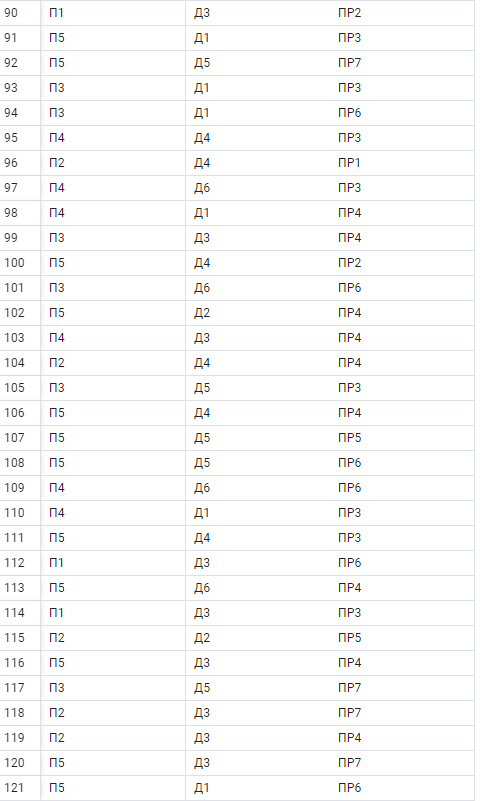 90 П1 Д3 ПР2
91 П5 Д1 ПР3
92 П5 Д5 ПР7
93 П3 Д1 ПР3
94 П3 Д1 ПР6
95 П4 Д4 ПР3
96 П2 Д4 ПР1
97 П4 Д6 ПР3
98 П4 Д1 ПР4
99 П3 Д3 ПР4
100 П5 Д4 ПР2
101 П3 Д6 ПР6
102 П5 Д2 ПР4
103 П4 Д3 ПР4
104 П2 Д4 ПР4
105 П3 Д5 ПР3
106 П5 Д4 ПР4
107 П5 Д5 ПР5
108 П5 Д5 ПР6
109 П4 Д6 ПР6
110 П4 Д1 ПР3
111 П5 Д4 ПР3
112 П1 Д3 ПР6
113 П5 Д6 ПР4
114 П1 Д3 ПР3
115 П2 Д2 ПР5
116 П5 Д3 ПР4
117 П3 Д5 ПР7
118 П2 Д3 ПР7
119 П2 Д3 ПР4
120 П5 Д3 ПР7
121 П5 Д1 ПР6